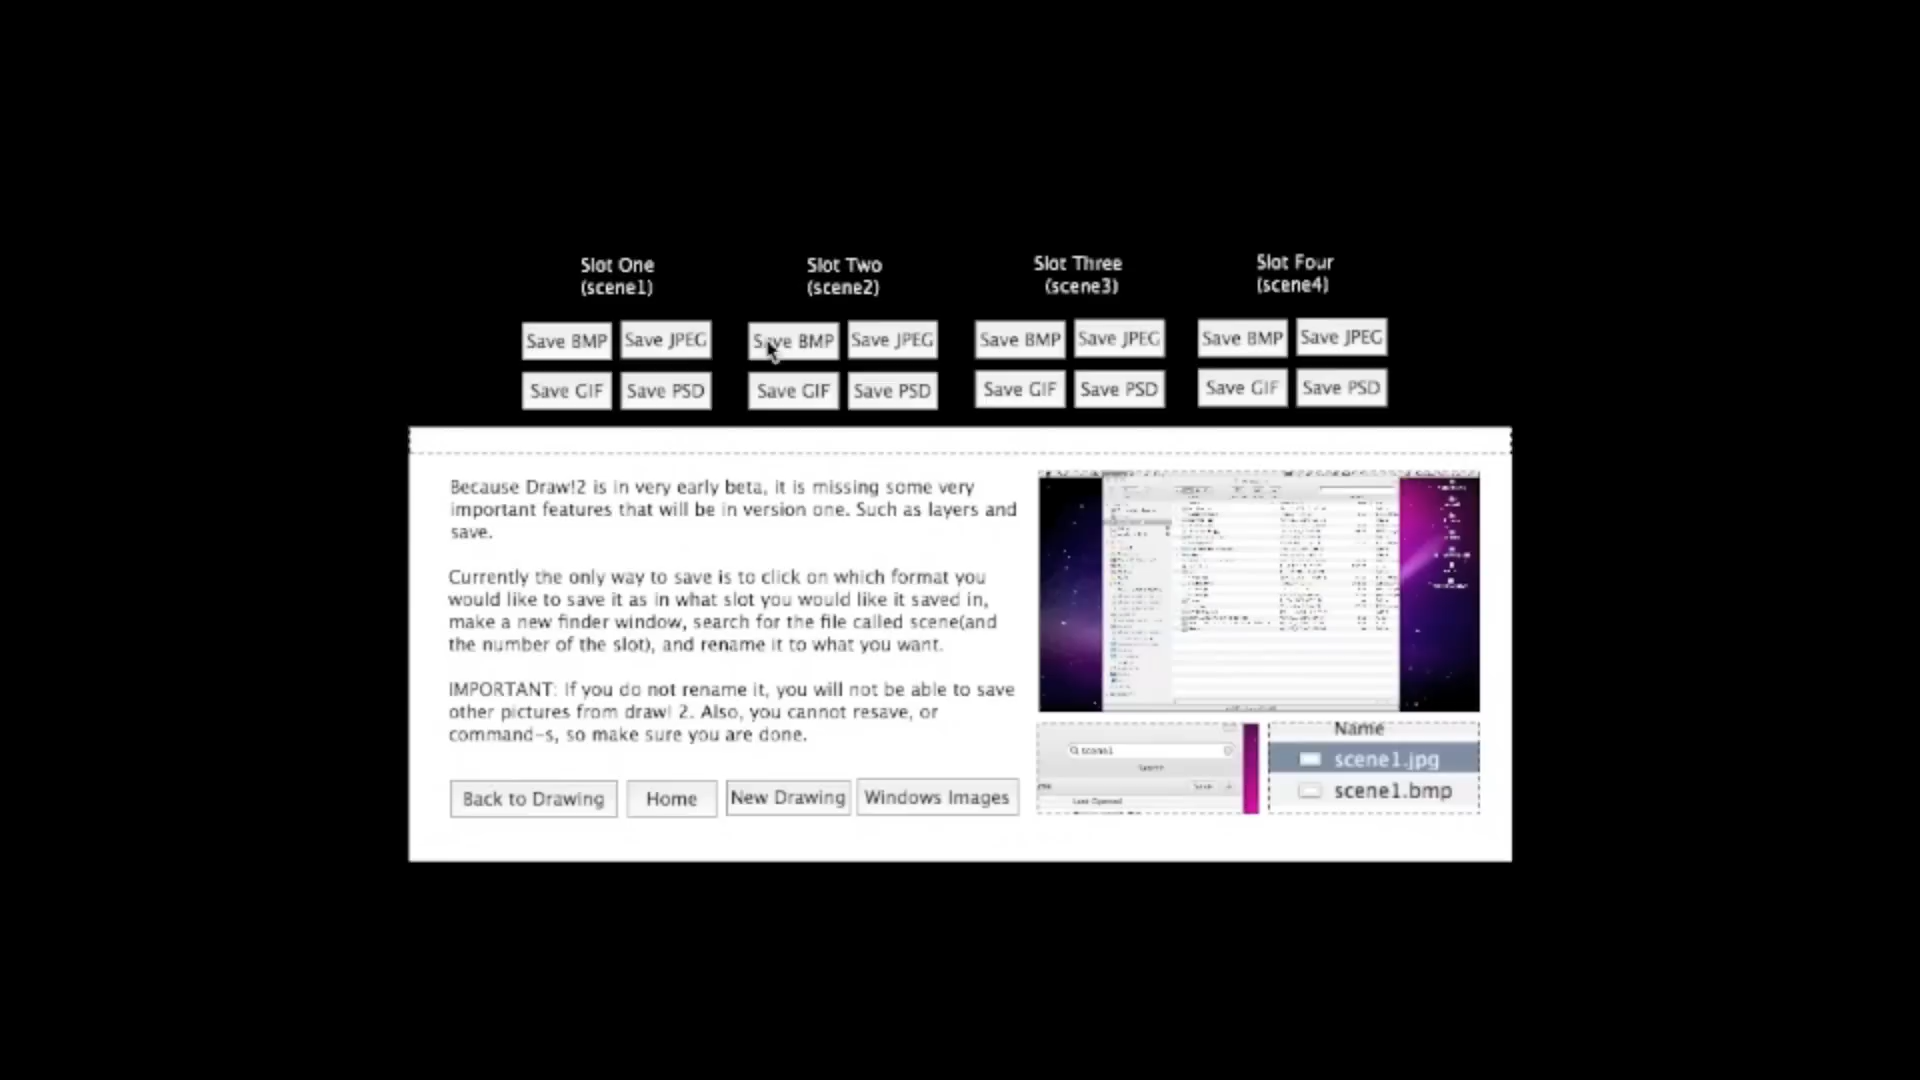 Slot One
(scene1)
Slot Two
(scene2)
Slot Three
(scene3)
Slot Four
(scene4)
Save BMP
Save JPEG
Save BMP
Save JPEG
Save BMP
Save JPEG
Save BMP
Save JPEG
Save GIF
Save PSD
Save GIF
Save PSD
Save GIF
Save PSD
Save GIF
Save PSD
Because Draw!2 is in very early beta, it is missing some very
important features that will be in version one. Such as layers and
save.
Currently the only way to save is to click on which format you
would like to save it as in what slot you would like it saved in,
make a new finder window, search for the file called scene(and
the number of the slot), and rename it to what you want.
IMPORTANT: If you do not rename it, you will not be able to save
other pictures from draw! 2. Also, you cannot resave, or
command-s, so make sure you are done.
Back to Drawing
Home
New Drawing
Windows Images
scene1
Last Opened
Name
scene1.jpg
scene1.bmp